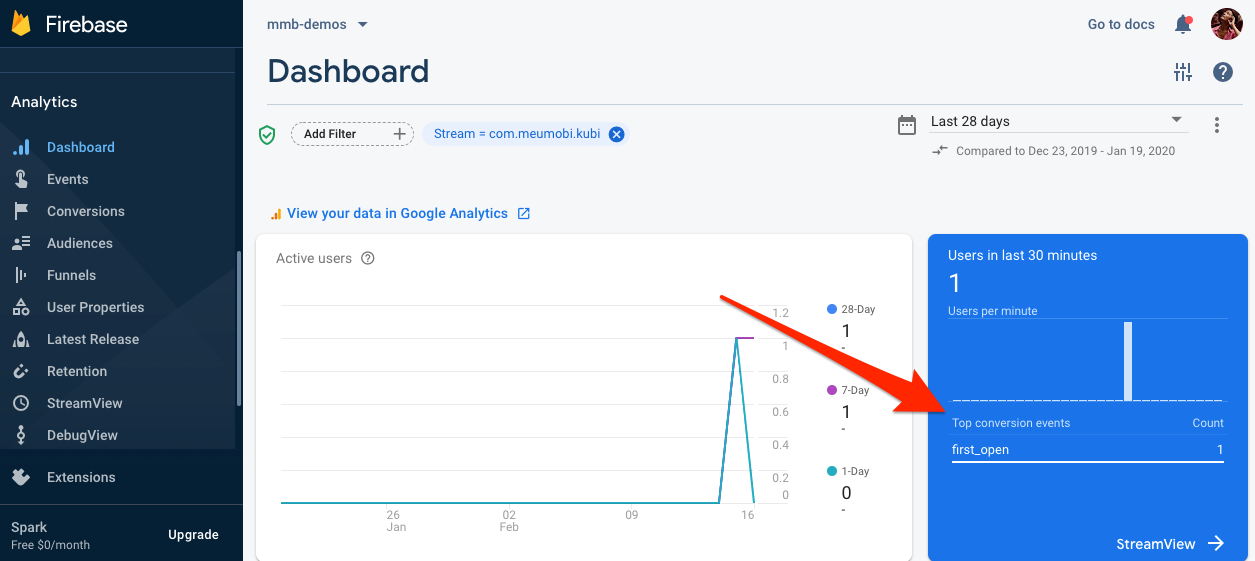 Firebase
mmb-demos
Go to docs
Dashboard
Analytics
Dashboard
Events
Conversions
Audiences
Funnels
User Properties
Latest Release
Retention
StreamView
DebugView
Extensions
Spark
Free $0/month
Upgrade
Add Filter
Stream = com.meumobi.kubi
Last 28 days
Compared to Dec 23, 2019 - Jan 19, 2020
View your data in Google Analytics
Active users
1.2
1
0.8
0.6
0.4
0.2
0
26
Jan
02
Feb
09
16
28-Day
1
-
7-Day
1
-
1-Day
0
-
Users in last 30 minutes
1
Users per minute
Top conversion events Count
first_open 1
StreamView